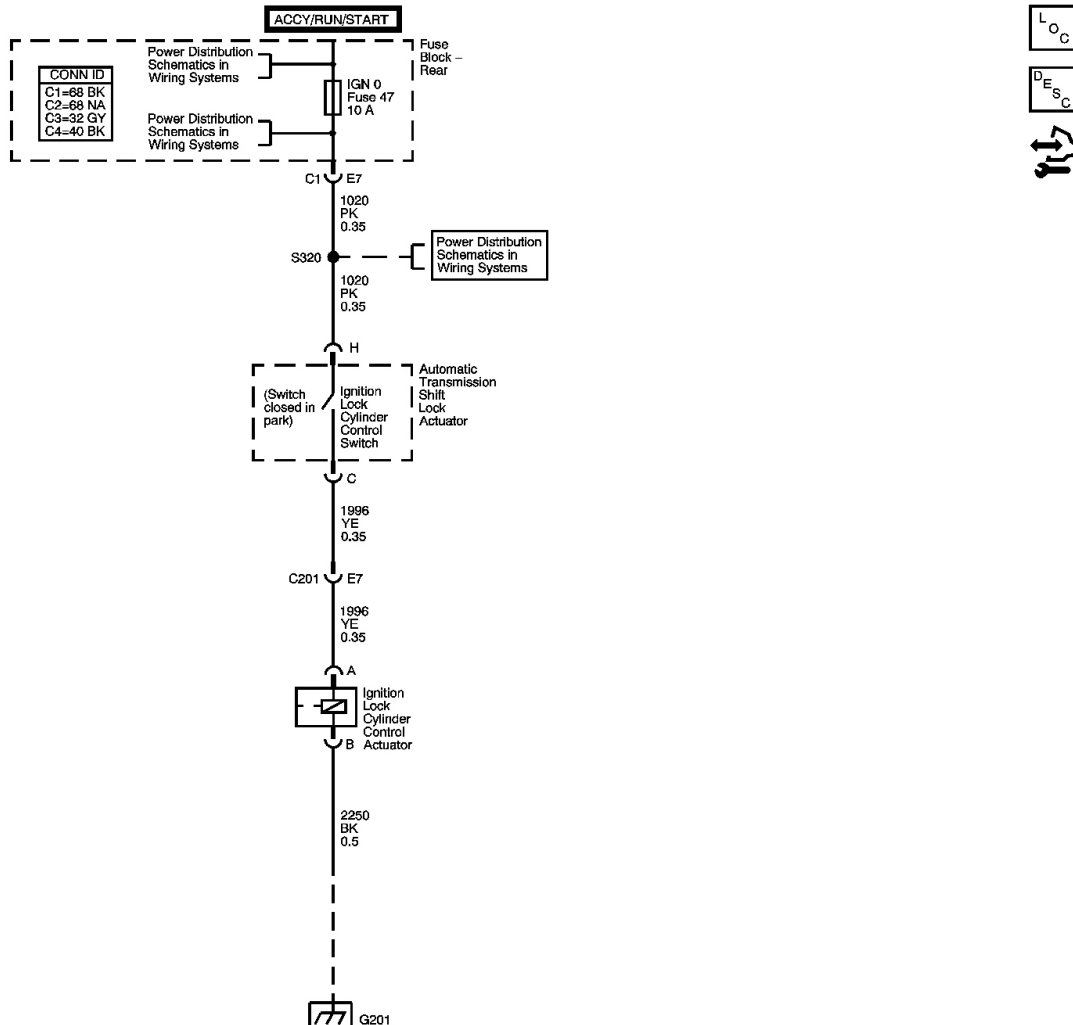 ACCY/RUN/START
Power Distribution
Schematics in
Wiring Systems
Fuse
Block –
Rear
CONN ID
C1=68 BK
C2=68 NA
C3=32 GY
C4=40 BK
IGN 0
Fuse 47
10 A
Power Distribution
Schematics in
Wiring Systems
C1 E7
1020
PK
0.35
S320
Power Distribution
Schematics in
Wiring Systems
1020
PK
0.35
H
(Switch
closed in
park)
Ignition
Lock
Cylinder
Control
Switch
Automatic
Transmission
Shift
Lock
Actuator
C
1996
YE
0.35
C201 E7
1996
YE
0.35
A
Ignition
Lock
Cylinder
Control
Actuator
B
2250
BK
0.5
G201
LOC
DESC